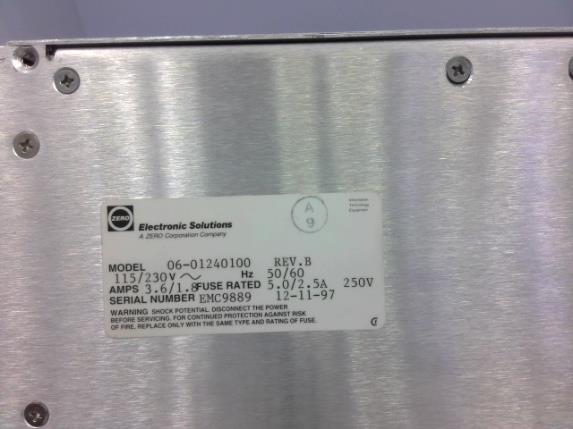 ZERO
Electronic Solutions
A ZERO Corporation Company
A
9
Information
Technology
Equipment
MODEL 06-01240100 REV.B
115/230V ~ Hz 50/60
AMPS 3.6/1.8 FUSE RATED 5.0/2.5A 250V
SERIAL NUMBER EMC9889 12-11-97
WARNING SHOCK POTENTIAL. DISCONNECT THE POWER
BEFORE SERVICING. FOR CONTINUED PROTECTION AGAINST RISK
OF FIRE, REPLACE ONLY WITH THE SAME TYPE AND RATING OF FUSE.